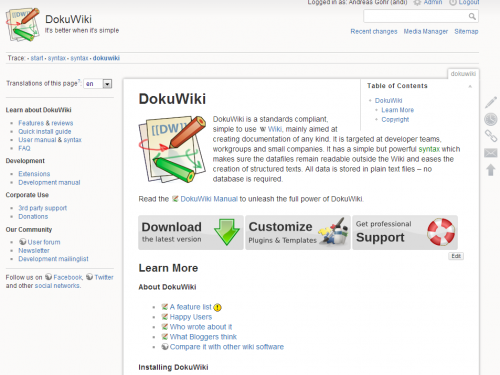 Logged in as: Andreas Gohr (andi) Admin Logout
DokuWiki
It's better when it's simple
Recent changes Media Manager Sitemap
Trace: • start • syntax • syntax • dokuwiki
dokuwiki
Translations of this page?: en
Learn about DokuWiki
Features & reviews
Quick install guide
User manual & syntax
FAQ
Development
Extensions
Development manual
Corporate Use
3rd party support
Donations
Our Community
User forum
Newsletter
Development mailinglist
Follow us on Facebook, Twitter
and other social networks.
DokuWiki
Table of Contents
DokuWiki
Learn More
Copyright
[[DW]]
DokuWiki is a standards compliant,
simple to use Wiki, mainly aimed at
creating documentation of any kind. It is targeted at developer teams,
workgroups and small companies. It has a simple but powerful syntax which
makes sure the datafiles remain readable outside the Wiki and eases the
creation of structured texts. All data is stored in plain text files – no
database is required.
Read the DokuWiki Manual to unleash the full power of DokuWiki.
Download
the latest version
Customize
Plugins & Templates
Get professional
Support
Edit
Learn More
About DokuWiki
A feature list
Happy Users
Who wrote about it
What Bloggers think
Compare it with other wiki software
Installing DokuWiki